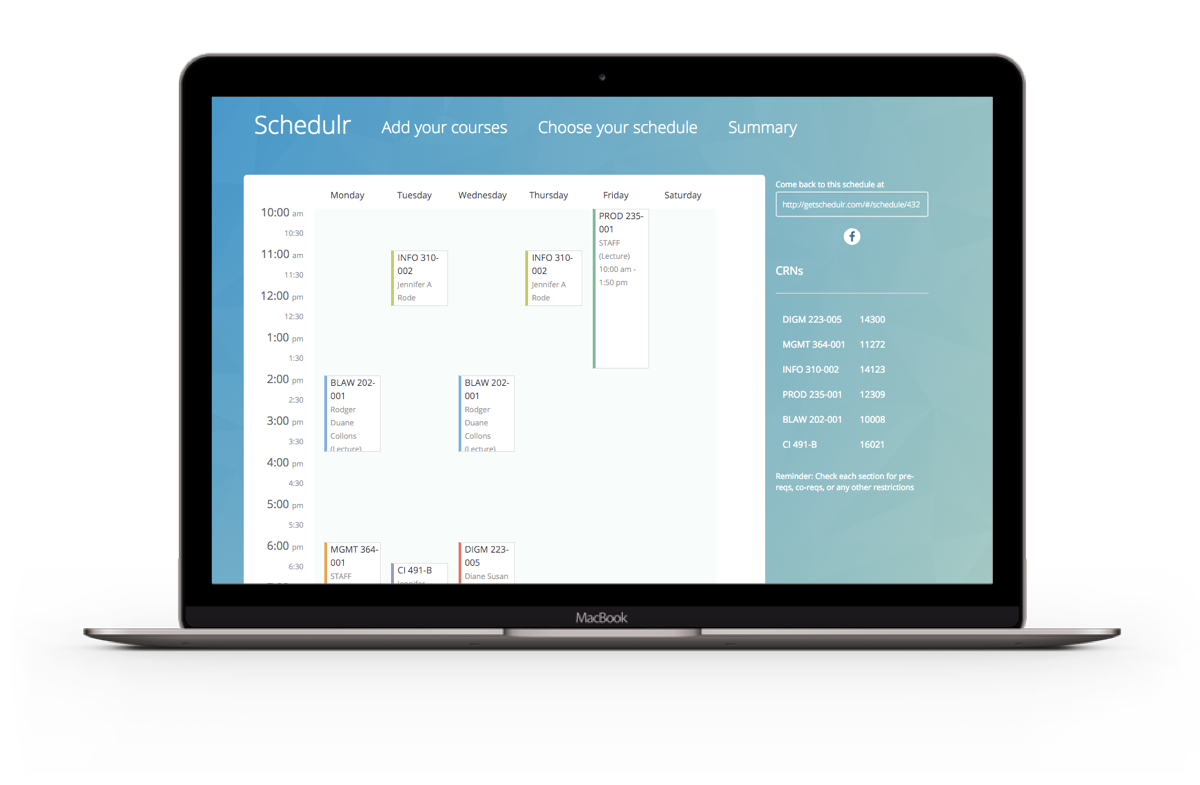 Schedulr Add your courses Choose your schedule Summary
Monday Tuesday Wednesday Thursday Friday Saturday
10:00 am
10:30
11:00 am
11:30
12:00 pm
12:30
1:00 pm
1:30
2:00 pm
2:30
3:00 pm
3:30
4:00 pm
4:30
5:00 pm
5:30
6:00 pm
6:30
PROD 235-
001
STAFF
(Lecture)
10:00 am -
1:50 pm
INFO 310-
002
Jennifer A
Rode
INFO 310-
002
Jennifer A
Rode
BLAW 202-
001
Rodger
Duane
Collons
(Lecture)
BLAW 202-
001
Rodger
Duane
Collons
(Lecture)
MGMT 364-
001
STAFF
CI 491-B
Jennifer
DIGM 223-
005
Diane Susan
Come back to this schedule at
http://getschedulr.com/#/schedule/432
f
CRNs
DIGM 223-005 14300
MGMT 364-001 11272
INFO 310-002 14123
PROD 235-001 12309
BLAW 202-001 10008
CI 491-B 16021
Reminder: Check each section for pre-
reqs, co-reqs, or any other restrictions
MacBook